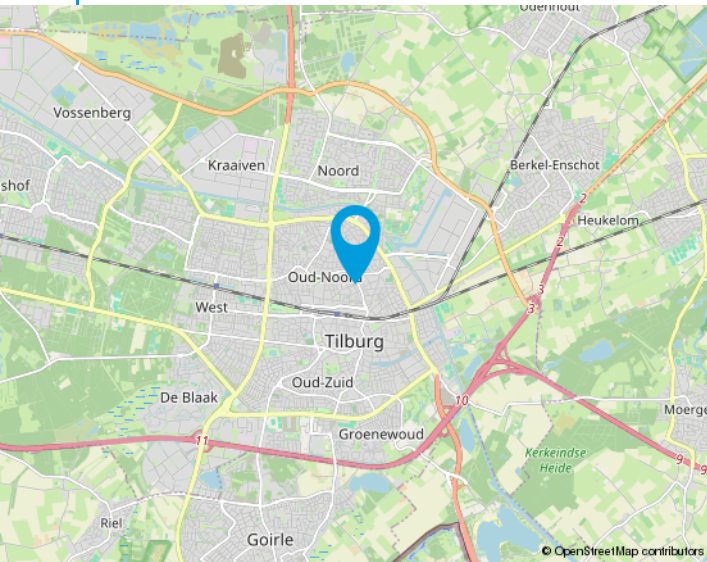 Udenhout
Vossenberg
Kraaiven
Noord
Berkel-Enschot
shof
2
Heukelom
2
Oud-Noord
3
3
West
Tilburg
Oud-Zuid
De Blaak
10
Moerge
Groenewoud
11
Kerkeindse
Heide
9
9
Riel
Goirle
© OpenStreetMap contributors